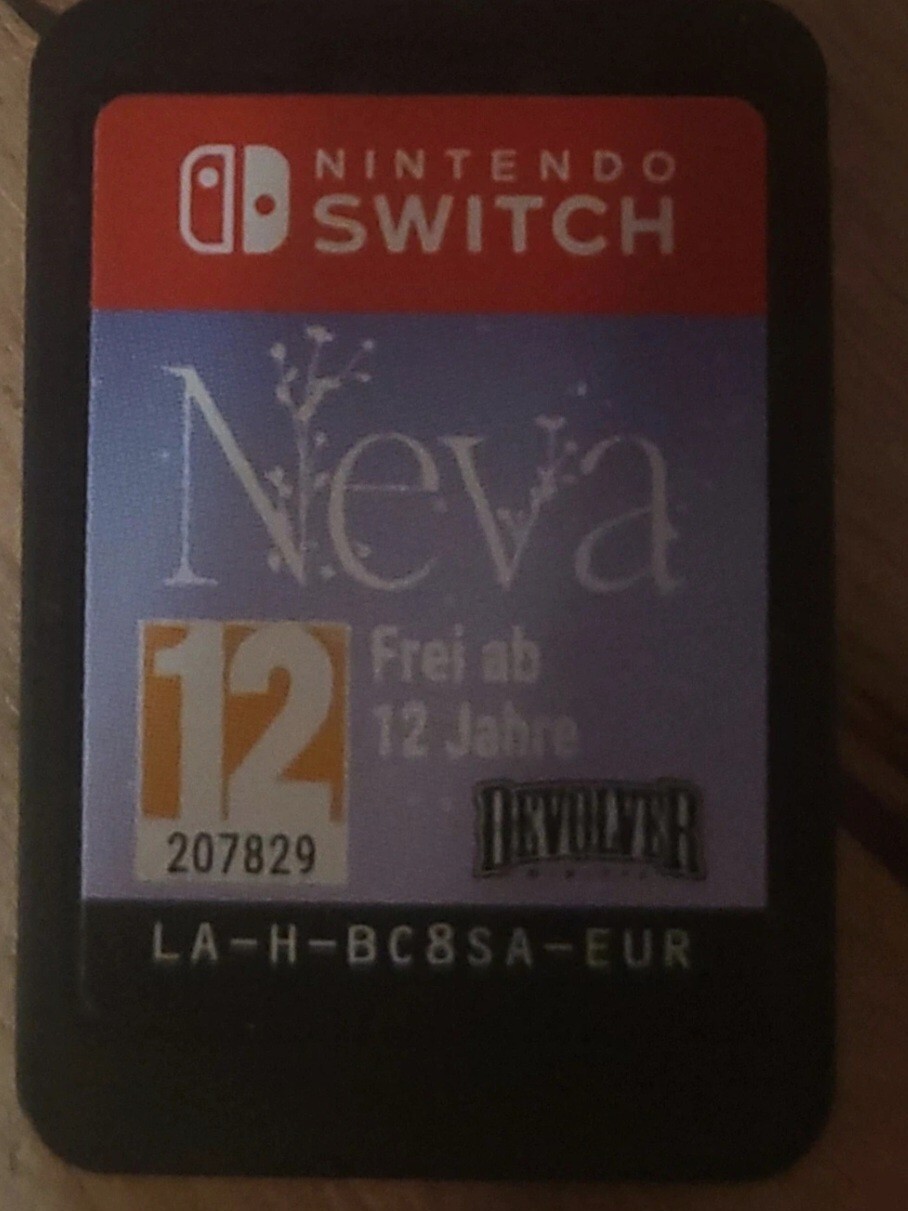 NINTENDO
SWITCH
Neva
12
Frei ab
12 Jahre
207829
DEVOLVER
LA-H-BC8SA-EUR